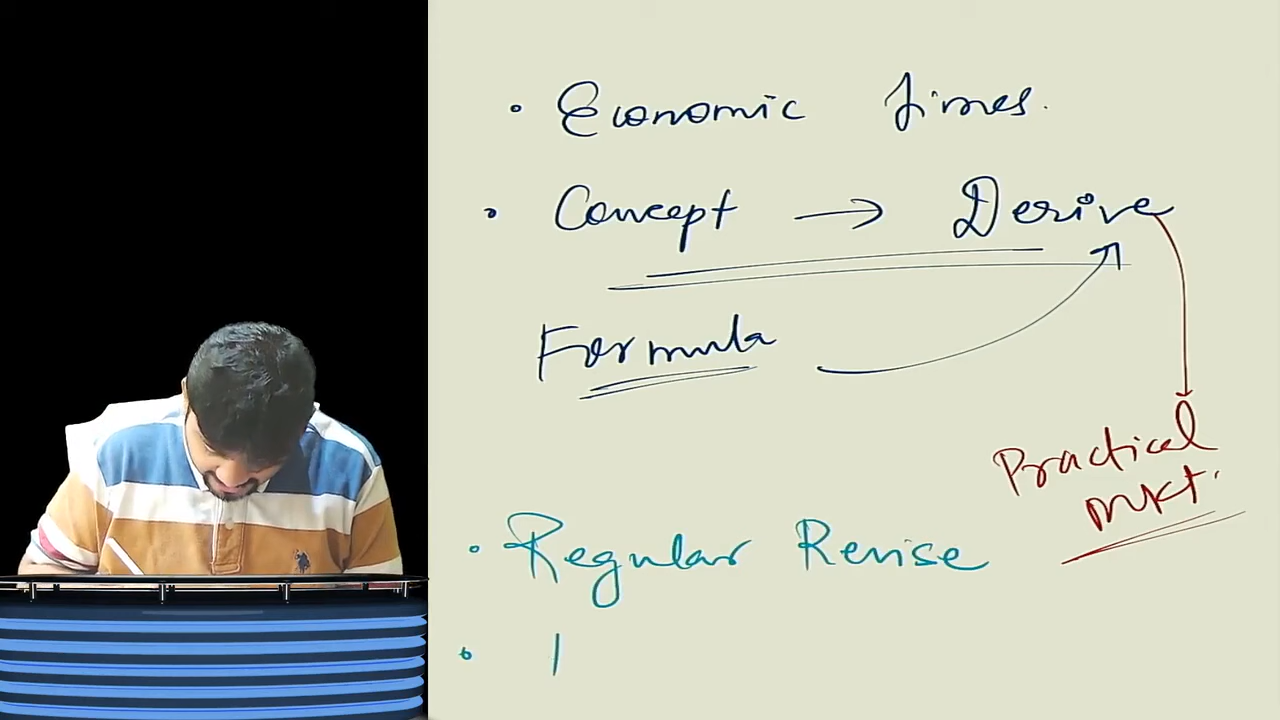 • Economic Times.
• Concept → Derive
Formula
Practical
Mkt.
• Regular Revise
•